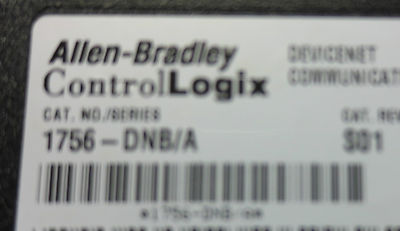 Allen-Bradley DEVICENET
ControlLogix COMMUNICAT
CAT. NO./SERIES CAT. REV
1756-DNB/A S01